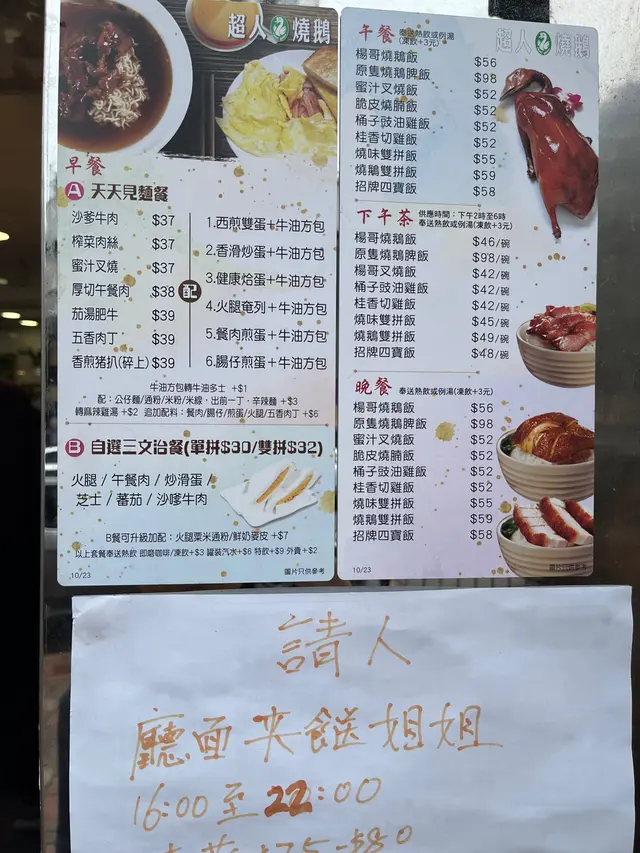 超人 燒鵝
早餐
A 天天見麵餐
沙爹牛肉 $37
榨菜肉絲 $37
蜜汁叉燒 $37
厚切午餐肉 $38
茄湯肥牛 $39
五香肉丁 $39
香煎猪扒(碎上) $39
配
1.西煎雙蛋+牛油方包
2.香滑炒蛋+牛油方包
3.健康烚蛋+牛油方包
4.火腿奄列+牛油方包
5.餐肉煎蛋+牛油方包
6.腸仔煎蛋+牛油方包
牛油方包轉牛油多士 +$1
配：公仔麵/通粉/米粉/米線．出前一丁．辛辣麵 +$3
轉麻辣雞湯 +$2 追加配料：餐肉/腸仔/煎蛋/火腿/五香肉丁 +$6
B 自選三文治餐(單拼$30/雙拼$32)
火腿 / 午餐肉 / 炒滑蛋 /
芝士 / 蕃茄 / 沙嗲牛肉
B餐可升級加配：火腿粟米通粉/鮮奶麥皮 +$7
以上套餐奉送熱飲 即磨咖啡/凍飲+$3 罐裝汽水+$6 特飲+$9 外賣+$2
10/23
圖片只供參考
超人 燒鵝
午餐 奉送熱飲或例湯
(凍飲+3元)
楊哥燒鵝飯 $56
原隻燒鵝脾飯 $98
蜜汁叉燒飯 $52
脆皮燒腩飯 $52
桶子豉油雞飯 $52
桂香切雞飯 $52
燒味雙拼飯 $55
燒鵝雙拼飯 $59
招牌四寶飯 $58
下午茶 供應時間：下午2時至6時
奉送熱飲或例湯(凍飲+3元)
楊哥燒鵝飯 $46/碗
原隻燒鵝脾飯 $98/碗
楊哥叉燒飯 $42/碗
桶子豉油雞飯 $42/碗
桂香切雞飯 $42/碗
燒味雙拼飯 $45/碗
燒鵝雙拼飯 $49/碗
招牌四寶飯 $48/碗
晚餐 奉送熱飲或例湯(凍飲+3元)
楊哥燒鵝飯 $56
原隻燒鵝脾飯 $98
蜜汁叉燒飯 $52
脆皮燒腩飯 $52
桶子豉油雞飯 $52
桂香切雞飯 $52
燒味雙拼飯 $55
燒鵝雙拼飯 $59
招牌四寶飯 $58
10/23
圖片只供參考
請人
廳面夾餸姐姐
16:00至22:00